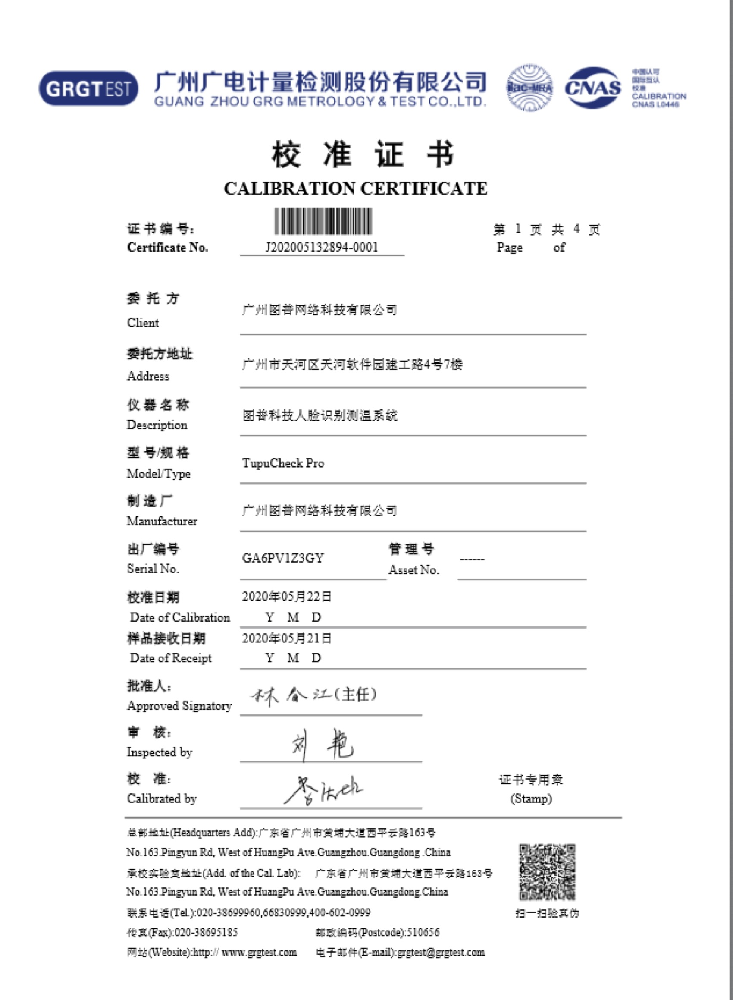 GRGTEST
广州广电计量检测股份有限公司
GUANG ZHOU GRG METROLOGY & TEST CO.,LTD.
ilac-MRA
CNAS
中国认可
国际互认
校准
CALIBRATION
CNAS L0446
校 准 证 书
CALIBRATION CERTIFICATE
证 书 编 号:
第 1 页 共 4 页
Certificate No. J202005132894-0001
Page of
委 托 方
广州图普网络科技有限公司
Client
委托方地址
广州市天河区天河软件园建工路4号7楼
Address
仪 器 名 称
图普科技人脸识别测温系统
Description
型 号/规 格
TupuCheck Pro
Model/Type
制 造 厂
广州图普网络科技有限公司
Manufacturer
出厂编号
GA6PV1Z3GY
Serial No.
管 理 号
------
Asset No.
校准日期 2020年05月22日
Date of Calibration Y M D
样品接收日期 2020年05月21日
Date of Receipt Y M D
批准人:
林 江(主任)
Approved Signatory
审 核:
刘 艳
Inspected by
校 准:
Calibrated by
证书专用章
(Stamp)
总部地址(Headquarters Add):广东省广州市黄埔大道西平云路163号
No.163.Pingyun Rd, West of HuangPu Ave.Guangzhou.Guangdong .China
承校实验室地址(Add. of the Cal. Lab): 广东省广州市黄埔大道西平云路163号
No.163.Pingyun Rd, West of HuangPu Ave.Guangzhou.Guangdong.China
联系电话(Tel.):020-38699960,66830999,400-602-0999
传真(Fax):020-38695185 邮政编码(Postcode):510656
网站(Website):http:// www.grgtest.com 电子邮件(E-mail):grgtest@grgtest.com
扫一扫验真伪